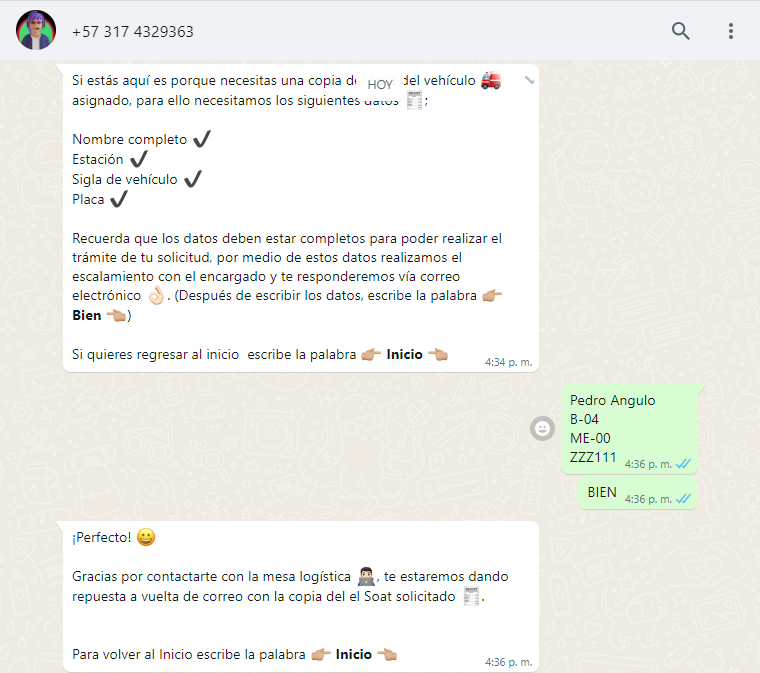 +57 317 4329363
HOY
Si estás aquí es porque necesitas una copia de del vehículo 🚑
asignado, para ello necesitamos los siguientes datos 🧾;
Nombre completo ✔
Estación ✔
Sigla de vehículo ✔
Placa ✔
Recuerda que los datos deben estar completos para poder realizar el
trámite de tu solicitud, por medio de estos datos realizamos el
escalamiento con el encargado y te responderemos vía correo
electrónico 👌🏼. (Después de escribir los datos, escribe la palabra 👉🏼
Bien 👈🏼)
Si quieres regresar al inicio escribe la palabra 👉🏼 Inicio 👈🏼
4:34 p. m.
Pedro Angulo
B-04
ME-00
ZZZ111 4:36 p. m.
BIEN 4:36 p. m.
¡Perfecto! 😀
Gracias por contactarte con la mesa logística 👨🏻‍💻, te estaremos dando
repuesta a vuelta de correo con la copia del el Soat solicitado 🧾.
Para volver al Inicio escribe la palabra 👉🏼 Inicio 👈🏼
4:36 p. m.